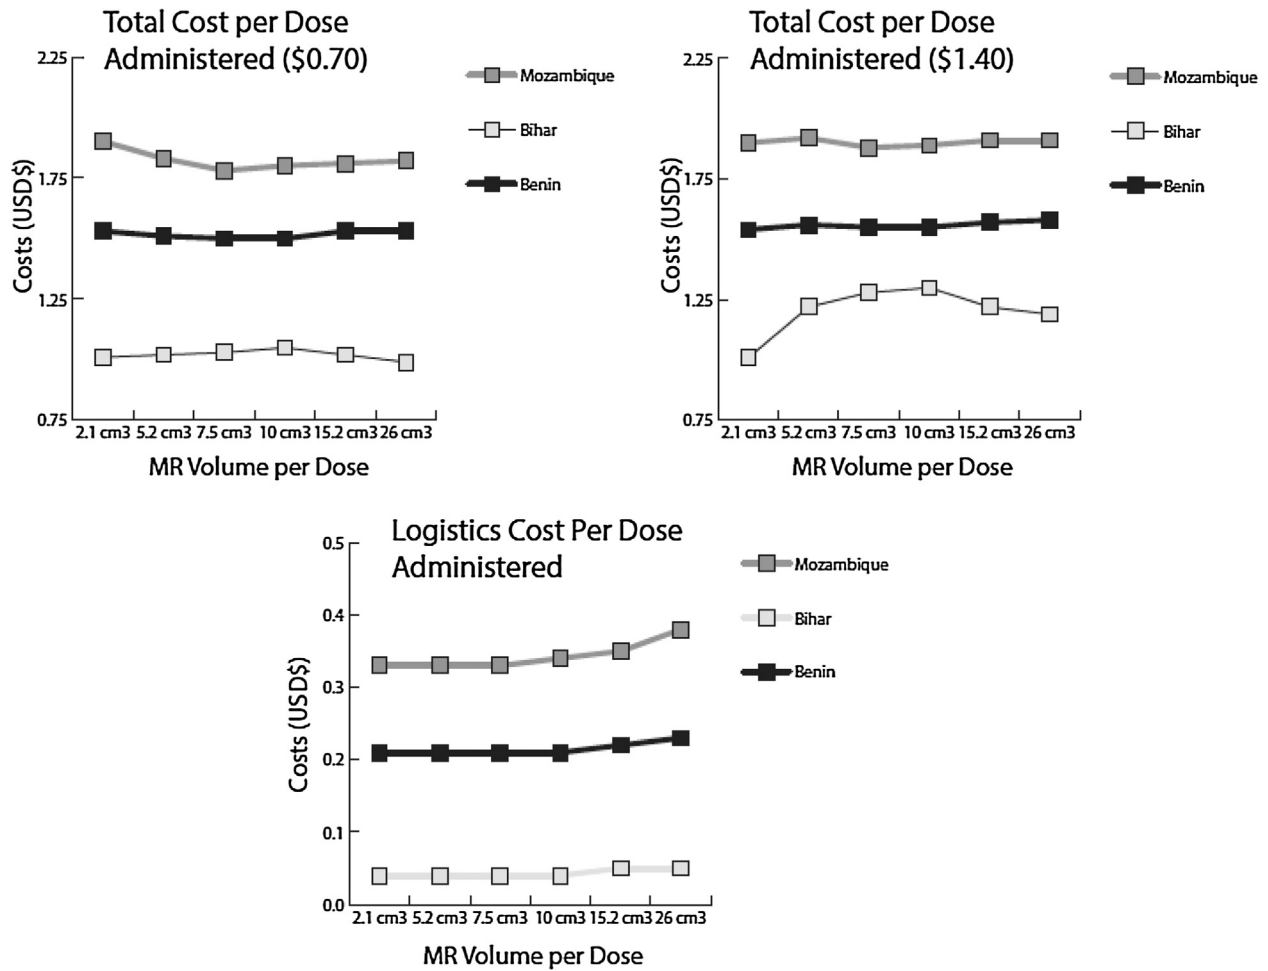 Total Cost per Dose
Administered ($0.70)
2.25
1.75
1.25
0.75
Costs (USD$)
Mozambique
Bihar
Benin
2.1 cm3 5.2 cm3 7.5 cm3 10 cm3 15.2 cm3 26 cm3
MR Volume per Dose
Total Cost per Dose
Administered ($1.40)
2.25
1.75
1.25
0.75
Costs (USD$)
Mozambique
Bihar
Benin
2.1 cm3 5.2 cm3 7.5 cm3 10 cm3 15.2 cm3 26 cm3
MR Volume per Dose
Logistics Cost Per Dose
Administered
0.5
0.4
0.3
0.2
0.1
0.0
Costs (USD$)
Mozambique
Bihar
Benin
2.1 cm3 5.2 cm3 7.5 cm3 10 cm3 15.2 cm3 26 cm3
MR Volume per Dose